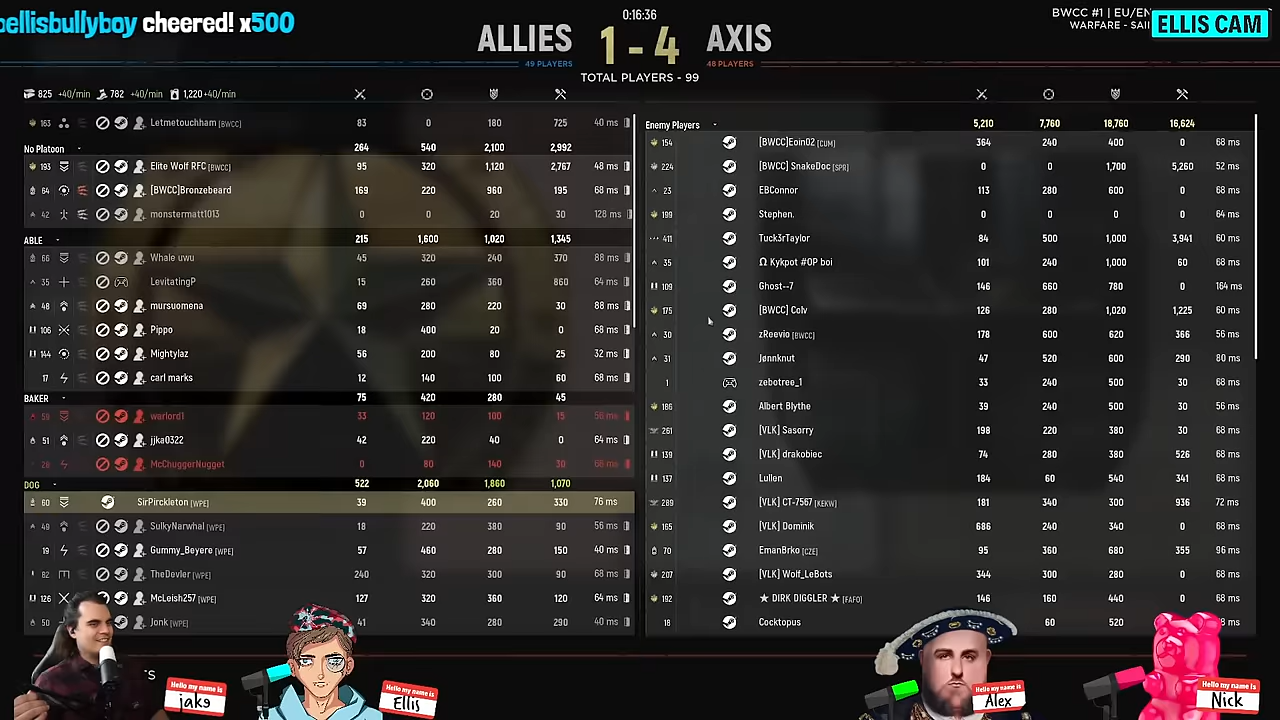 bellisbullyboy cheered! x500
0:16:36
ALLIES 1 - 4 AXIS
49 PLAYERS
48 PLAYERS
TOTAL PLAYERS - 99
BWCC #1 | EU/EN
WARFARE - SAI
ELLIS CAM
825 +40/min 782 +40/min 1,220 +40/min
163 Letmetouchham [BWCC] 83 0 180 725 40 ms
No Platoon 264 540 2,100 2,992
193 Elite Wolf RFC [BWCC] 95 320 1,120 2,767 48 ms
64 [BWCC]Bronzebeard 169 220 960 195 68 ms
42 monstermatt1013 0 0 20 30 128 ms
ABLE 215 1,600 1,020 1,345
66 Whale uwu 45 320 240 370 88 ms
35 LevitatingP 15 260 360 860 64 ms
48 mursuomena 69 280 220 30 88 ms
106 Pippo 18 400 20 0 68 ms
144 Mightylaz 56 200 80 25 32 ms
17 carl marks 12 140 100 60 68 ms
BAKER 75 420 280 45
59 warlord1 33 120 100 15 56 ms
51 jjka0322 42 220 40 0 64 ms
28 McChuggerNugget 0 80 140 30 68 ms
DOG 522 2,060 1,860 1,070
60 SirPirckleton [WPE] 39 400 260 330 76 ms
49 SulkyNarwhal [WPE] 18 220 380 90 56 ms
19 Gummy_Beyere [WPE] 57 460 280 150 40 ms
82 TheDevler [WPE] 240 320 300 90 68 ms
126 McLeish257 [WPE] 127 320 360 120 64 ms
50 Jonk [WPE] 41 340 280 290 40 ms
Enemy Players 5,210 7,760 18,760 16,624
154 [BWCC]Eoin02 [CUM] 364 240 400 0 68 ms
224 [BWCC] SnakeDoc [SPR] 0 0 1,700 5,260 52 ms
23 EBConnor 113 280 600 0 68 ms
199 Stephen. 0 0 0 0 64 ms
411 Tuck3rTaylor 84 500 1,000 3,941 60 ms
35 Ω Kykpot #OP boi 101 240 1,000 60 68 ms
109 Ghost--7 146 660 780 0 164 ms
175 [BWCC] Colv 126 280 1,020 1,225 60 ms
30 zReevio [BWCC] 178 600 620 366 56 ms
31 Jønnknut 47 520 600 290 80 ms
1 zebotree_1 33 240 500 30 68 ms
186 Albert Blythe 39 240 500 30 56 ms
261 [VLK] Sasorry 198 220 380 30 68 ms
139 [VLK] drakobiec 74 280 380 526 68 ms
137 Lullen 184 60 540 341 68 ms
289 [VLK] CT-7567 [KEKW] 181 340 300 936 72 ms
165 [VLK] Dominik 686 240 340 0 68 ms
70 EmanBrko [CZE] 95 360 680 355 96 ms
207 [VLK] Wolf_LeBots 344 300 280 0 68 ms
192 ★ DIRK DIGGLER ★ [FAFO] 146 160 440 0 68 ms
18 Cocktopus 60 520 8 ms
Hello my name is
jak9
Hello my name is
Ellis
Hello my name is
Alex
Hello my name is
Nick